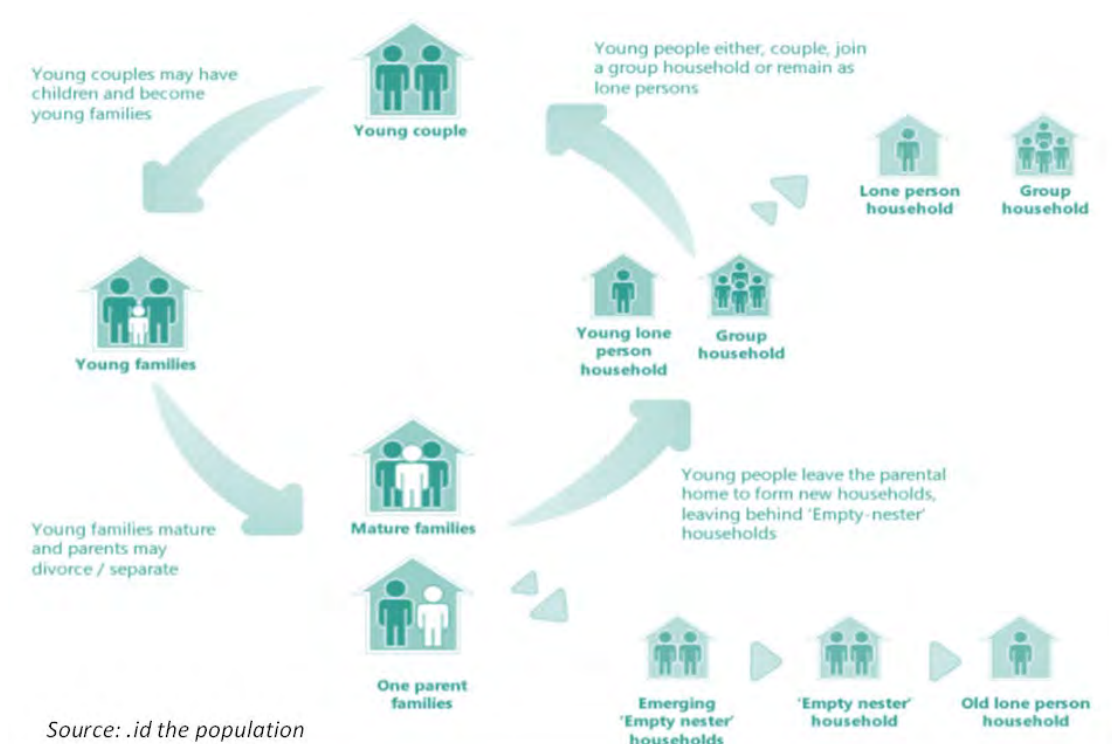 Young couples may have
children and become
young families
Young couple
Young people either, couple, join
a group household or remain as
lone persons
Lone person
household
Group
household
Young families
Young lone
person
household
Group
household
Young families mature
and parents may
divorce / separate
Mature families
Young people leave the parental
home to form new households,
leaving behind ‘Empty-nester’
households
One parent
families
Emerging
‘Empty nester’
households
‘Empty nester’
household
Old lone person
household
Source: .id the population